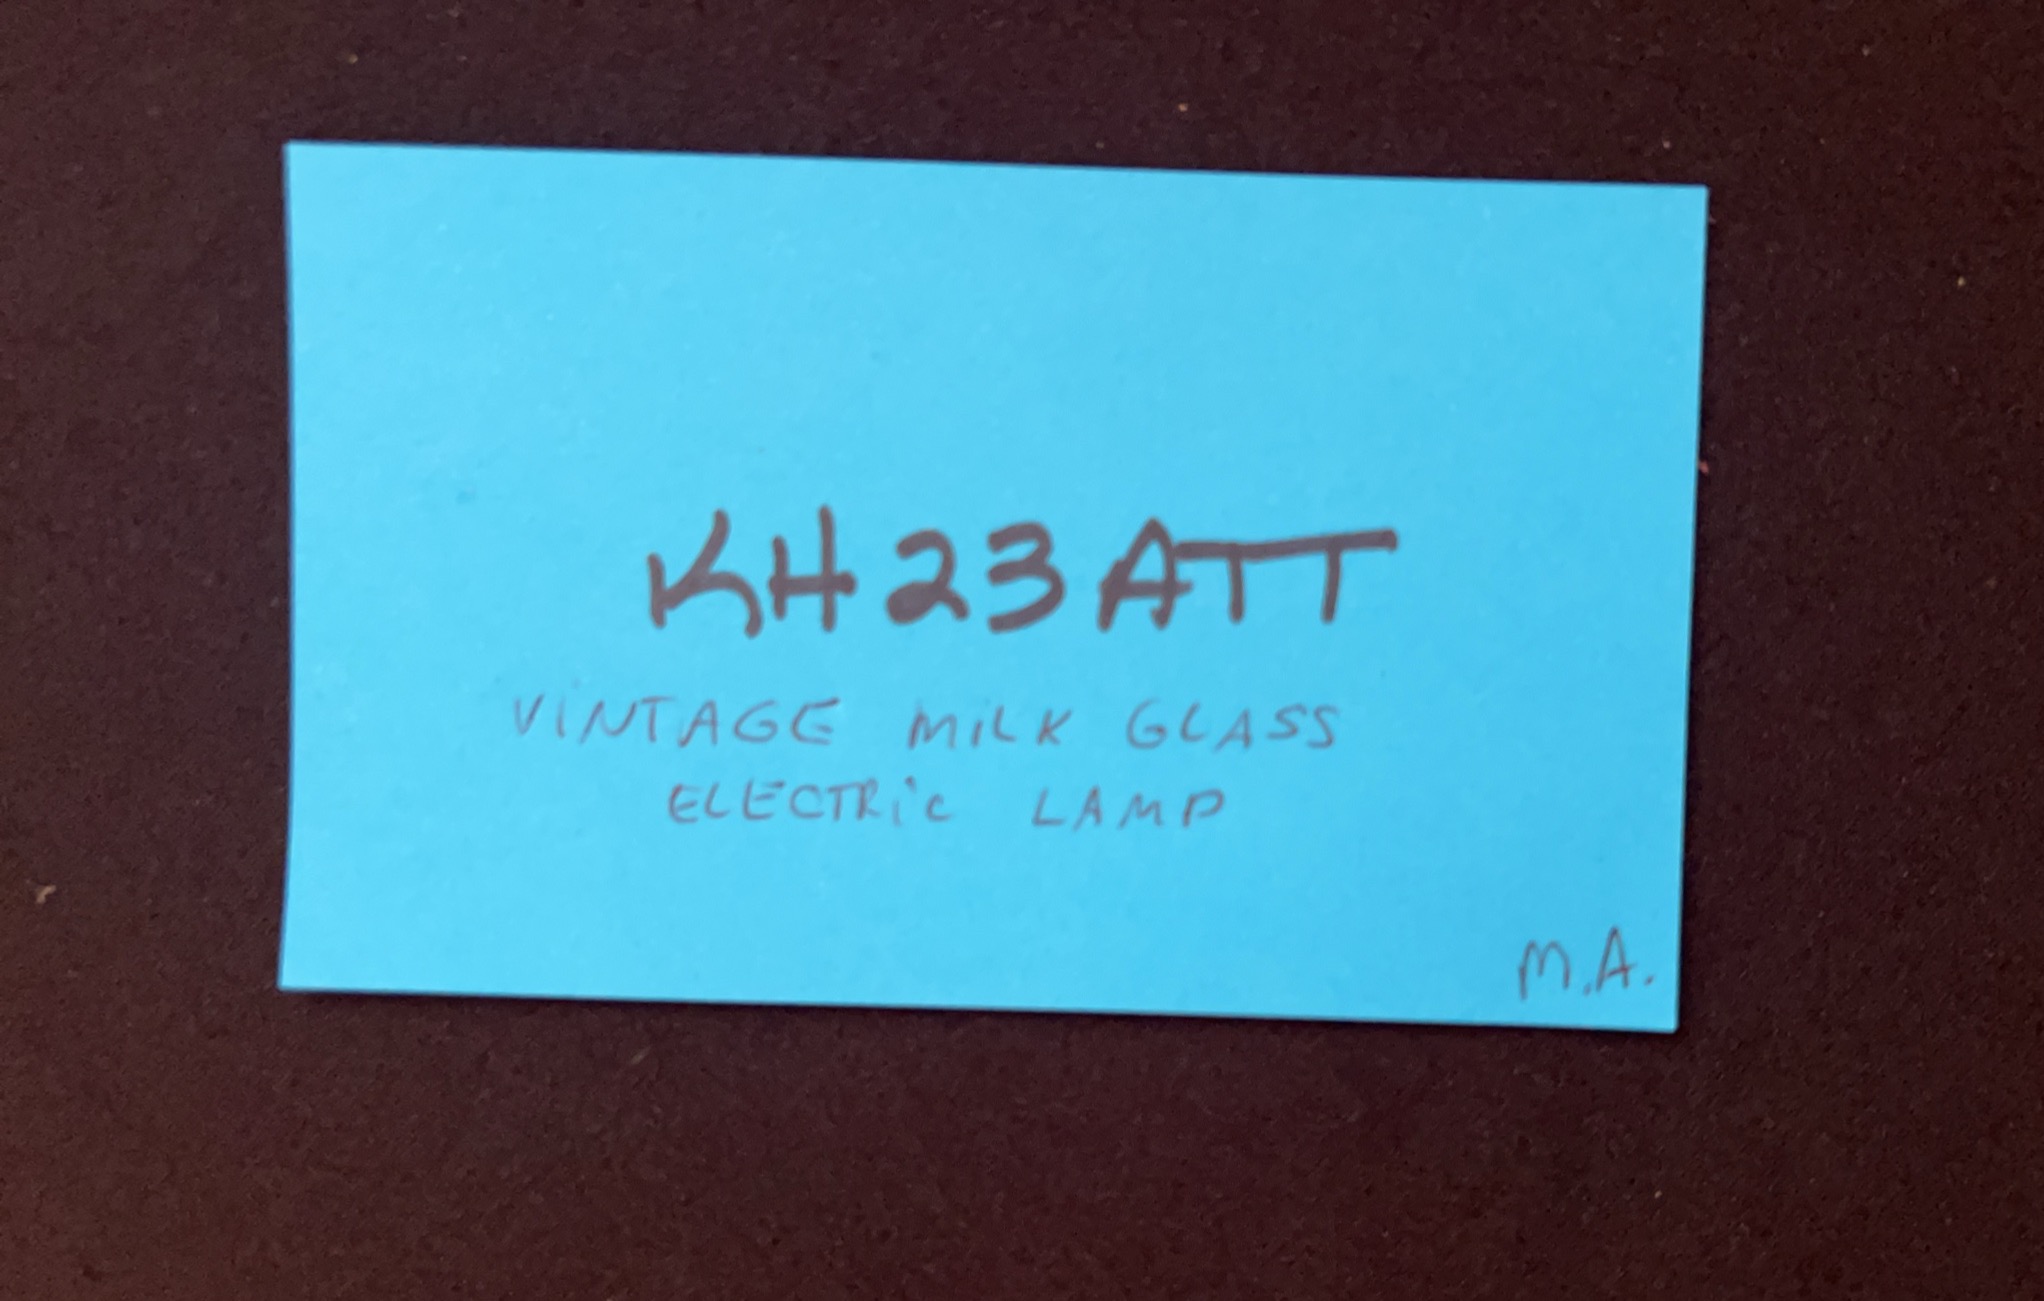 KH23ATT
VINTAGE MILK GLASS
ELECTRIC LAMP
M.A.